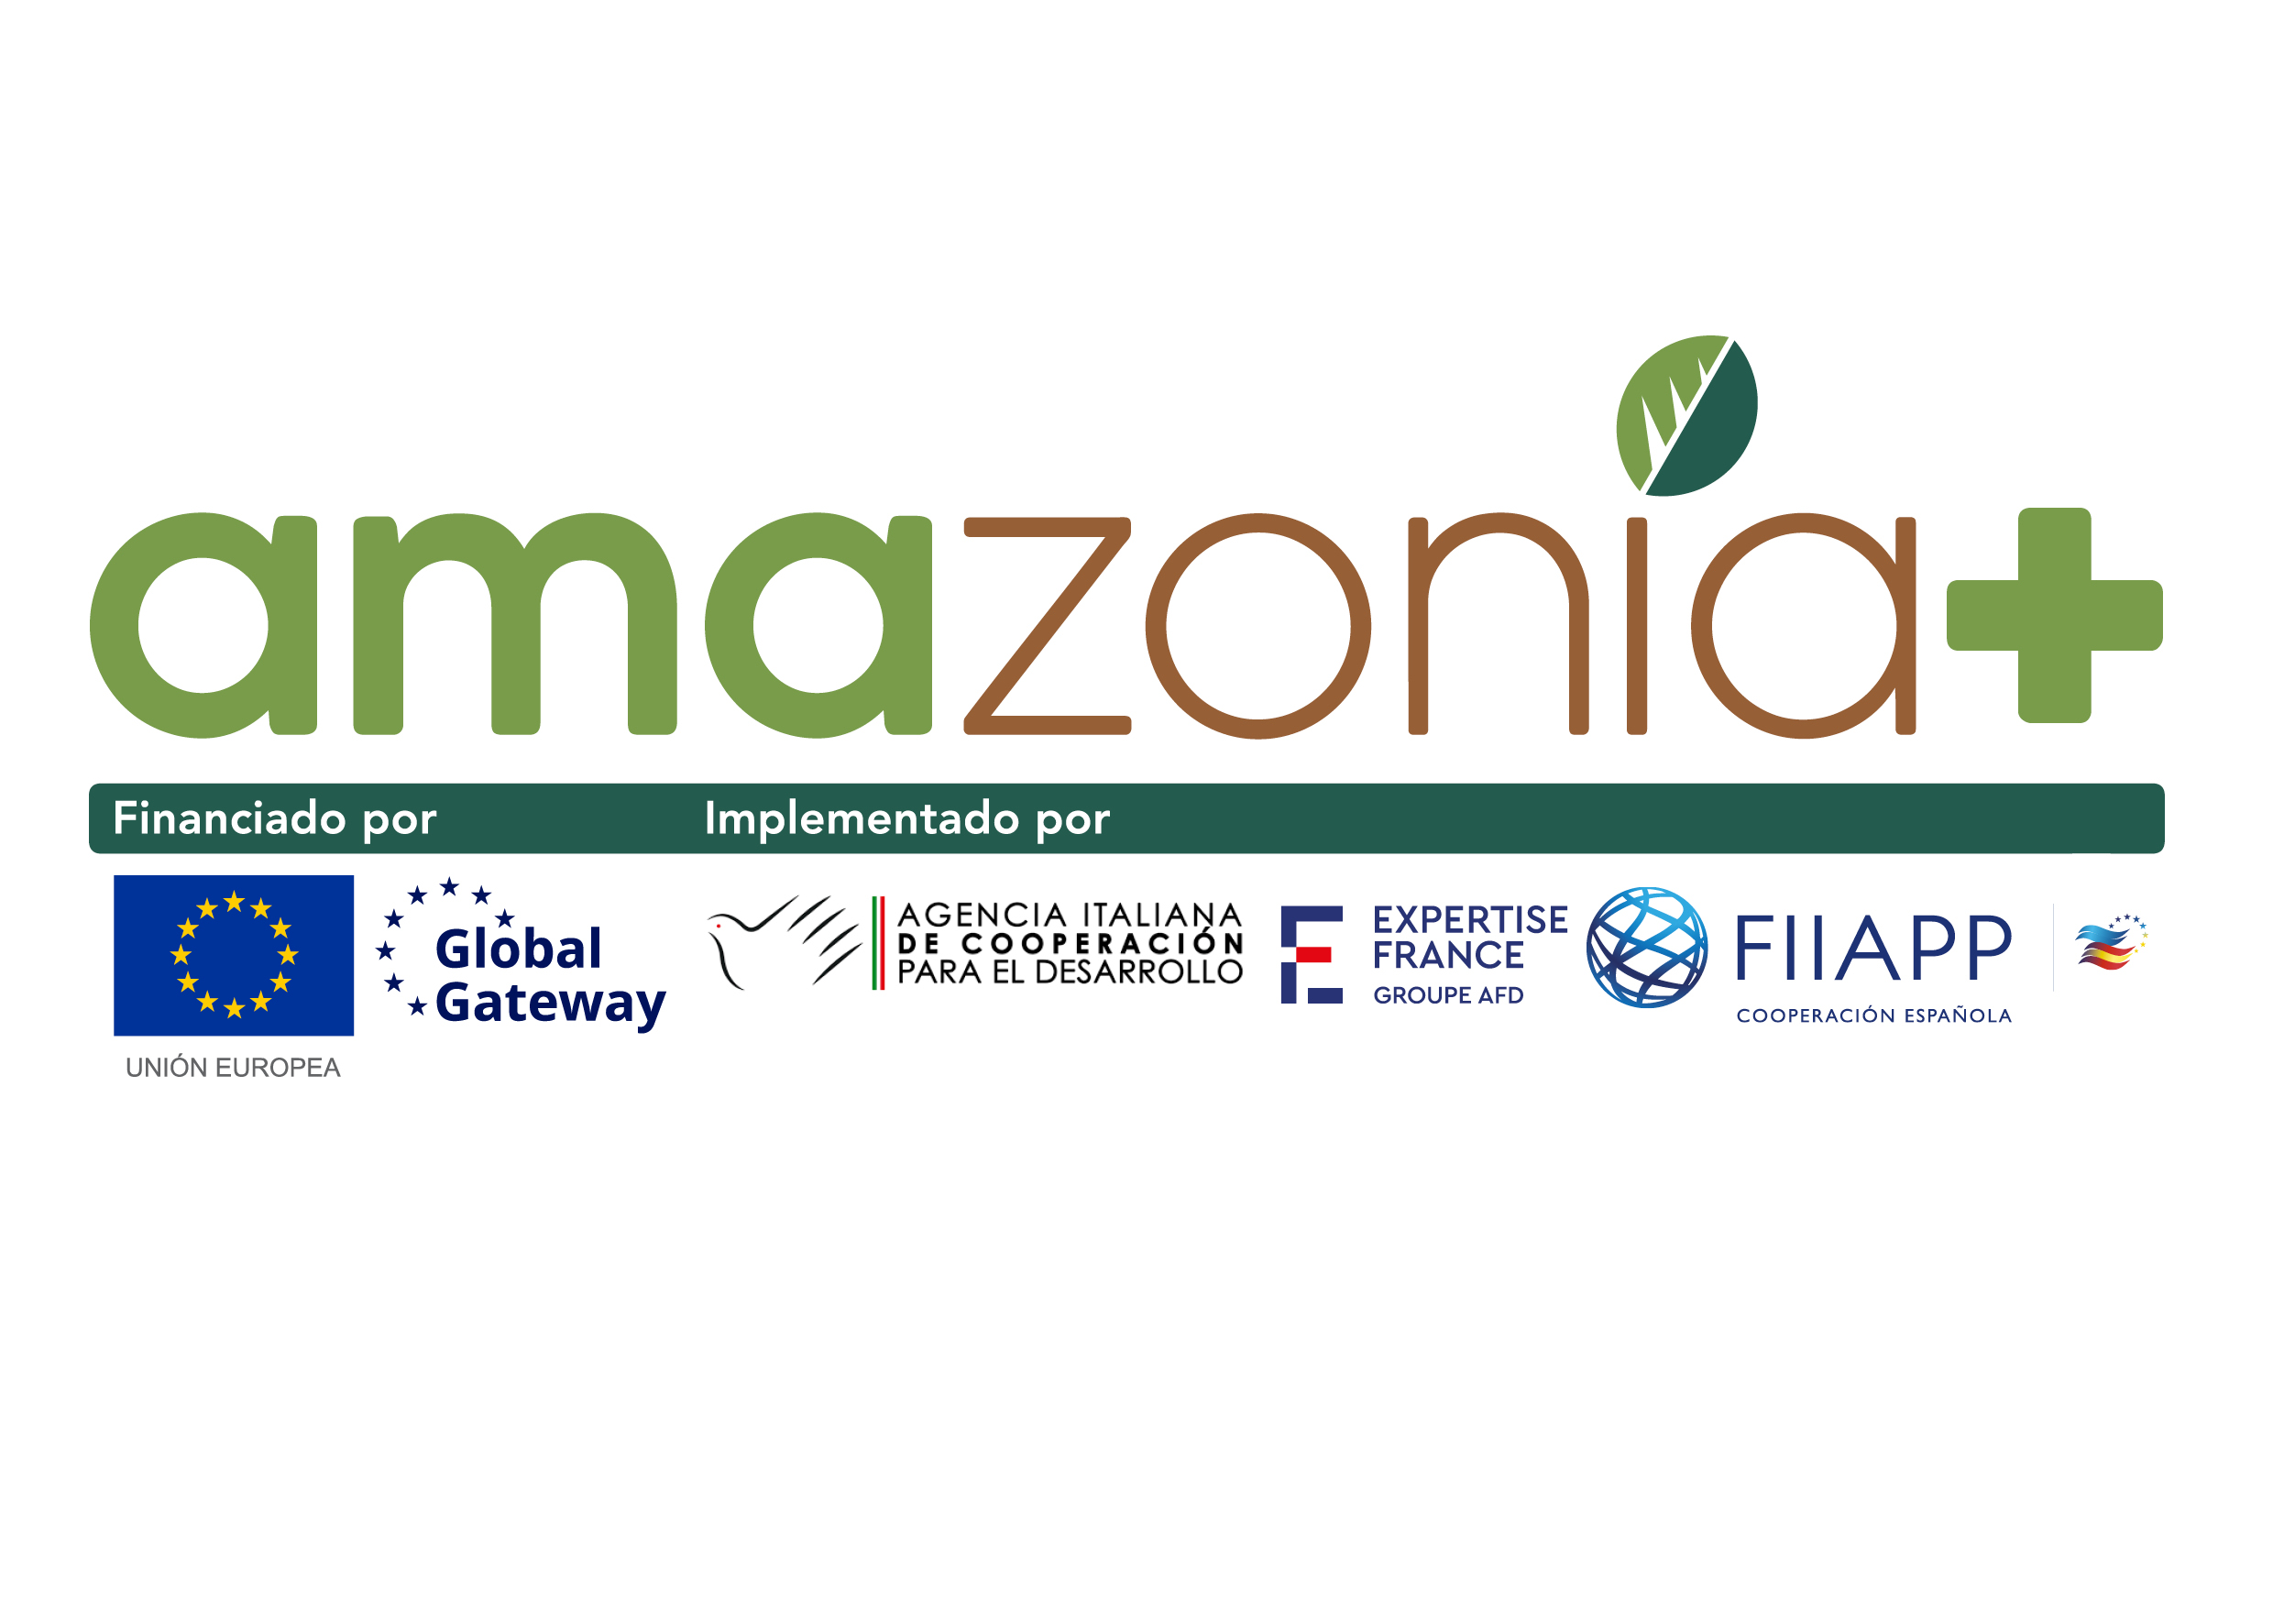 amazonia+
Financiado por
Implementado por
UNIÓN EUROPEA
Global
Gateway
AGENCIA ITALIANA
DE COOPERACIÓN
PARA EL DESARROLLO
EXPERTISE
FRANCE
GROUPE AFD
FIIAPP
COOPERACIÓN ESPAÑOLA